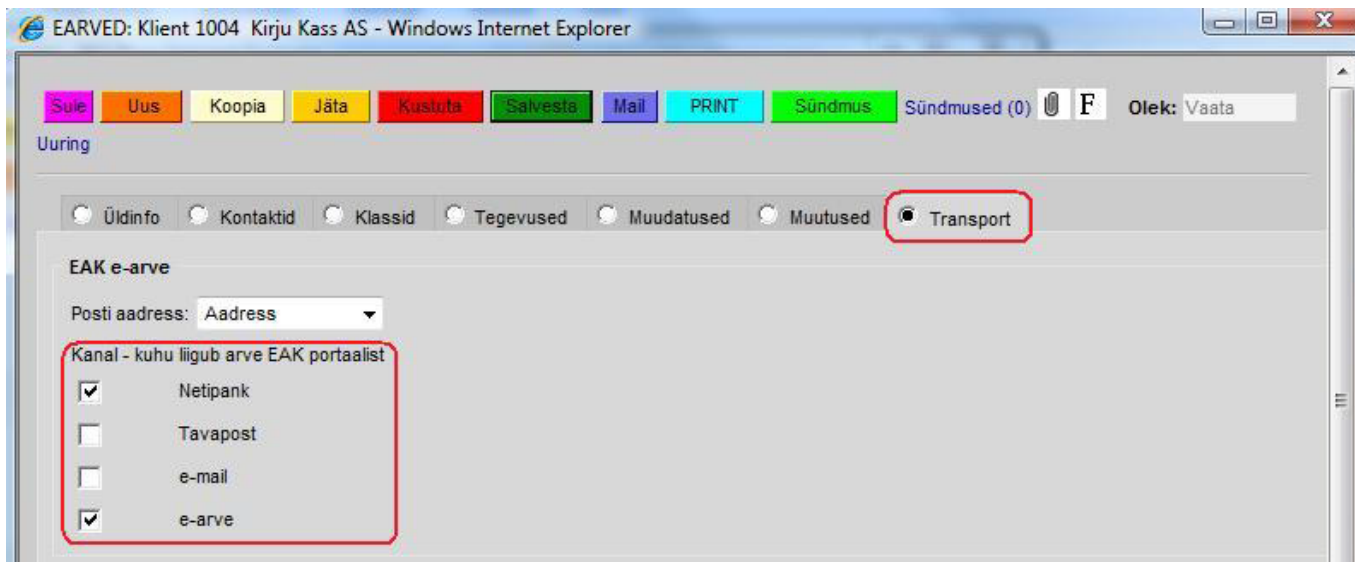 EARVED: Klient 1004 Kirju Kass AS - Windows Internet Explorer
Sule Uus Koopia Jäta Kustuta Salvesta Mail PRINT Sündmus Sündmused (0) F Olek: Vaata
Uuring
Üldinfo Kontaktid Klassid Tegevused Muudatused Muutused Transport
EAK e-arve
Posti aadress: Aadress
Kanal - kuhu liigub arve EAK portaalist
Netipank
Tavapost
e-mail
e-arve